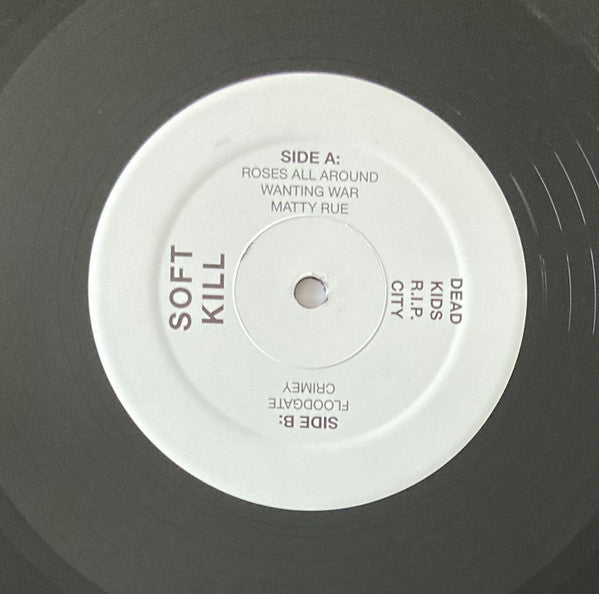 SIDE A:
ROSES ALL AROUND
WANTING WAR
MATTY RUE
SOFT
KILL
DEAD
KIDS
R.I.P.
CITY
SIDE B:
FLOODGATE
CRIMEY